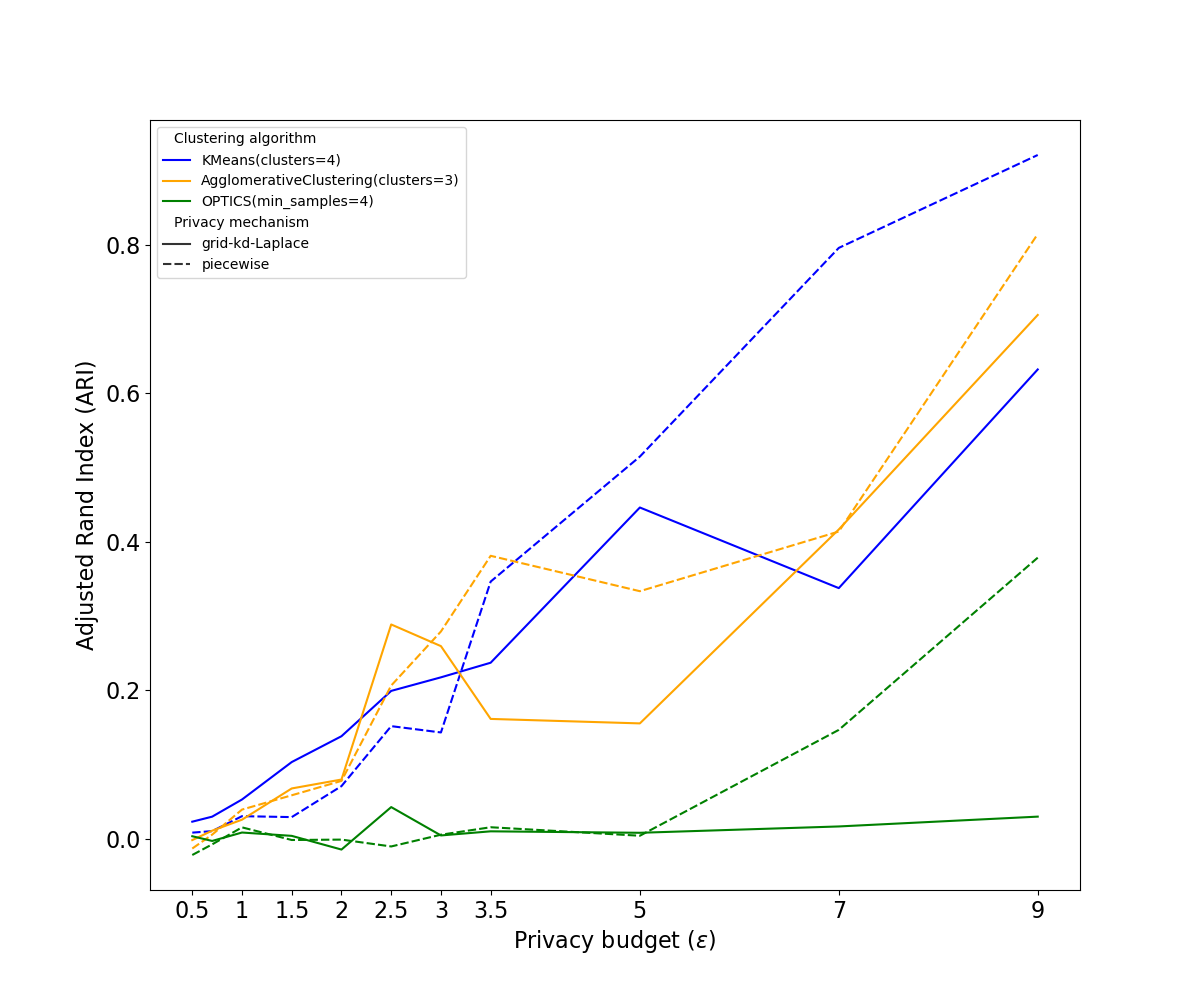 Clustering algorithm
KMeans(clusters=4)
AgglomerativeClustering(clusters=3)
OPTICS(min_samples=4)
Privacy mechanism
grid-kd-Laplace
piecewise
Adjusted Rand Index (ARI)
0.8
0.6
0.4
0.2
0.0
0.5 1 1.5 2 2.5 3 3.5 5 7 9
Privacy budget (ε)